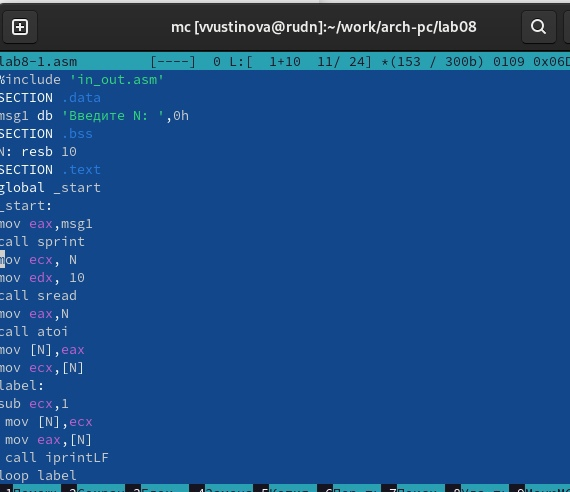 mc [vvustinova@rudn]:~/work/arch-pc/lab08
lab8-1.asm [----] 0 L:[ 1+10 11/ 24] *(153 / 300b) 0109 0x06D
%include 'in_out.asm'
SECTION .data
msg1 db 'Введите N: ',0h
SECTION .bss
N: resb 10
SECTION .text
global _start
_start:
mov eax,msg1
call sprint
mov ecx, N
mov edx, 10
call sread
mov eax,N
call atoi
mov [N],eax
mov ecx,[N]
label:
sub ecx,1
mov [N],ecx
mov eax,[N]
call iprintLF
loop label